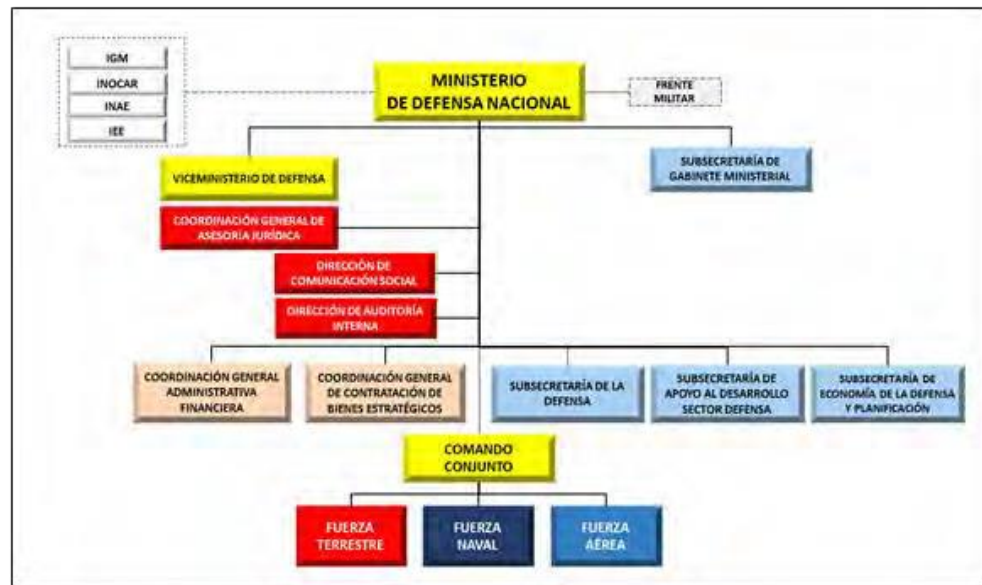 IGM
INOCAR
INAE
IEE
MINISTERIO
DE DEFENSA NACIONAL
FRENTE
MILITAR
VICEMINISTERIO DE DEFENSA
SUBSECRETARÍA DE
GABINETE MINISTERIAL
COORDINACIÓN GENERAL DE
ASESORÍA JURÍDICA
DIRECCIÓN DE
COMUNICACIÓN SOCIAL
DIRECCIÓN DE AUDITORÍA
INTERNA
COORDINACIÓN GENERAL
ADMINISTRATIVA
FINANCIERA
COORDINACIÓN GENERAL
DE CONTRATACIÓN DE
BIENES ESTRATÉGICOS
SUBSECRETARÍA DE LA
DEFENSA
SUBSECRETARÍA DE
APOYO AL DESARROLLO
SECTOR DEFENSA
SUBSECRETARÍA DE
ECONOMÍA DE LA DEFENSA
Y PLANIFICACIÓN
COMANDO
CONJUNTO
FUERZA
TERRESTRE
FUERZA
NAVAL
FUERZA
AÉREA